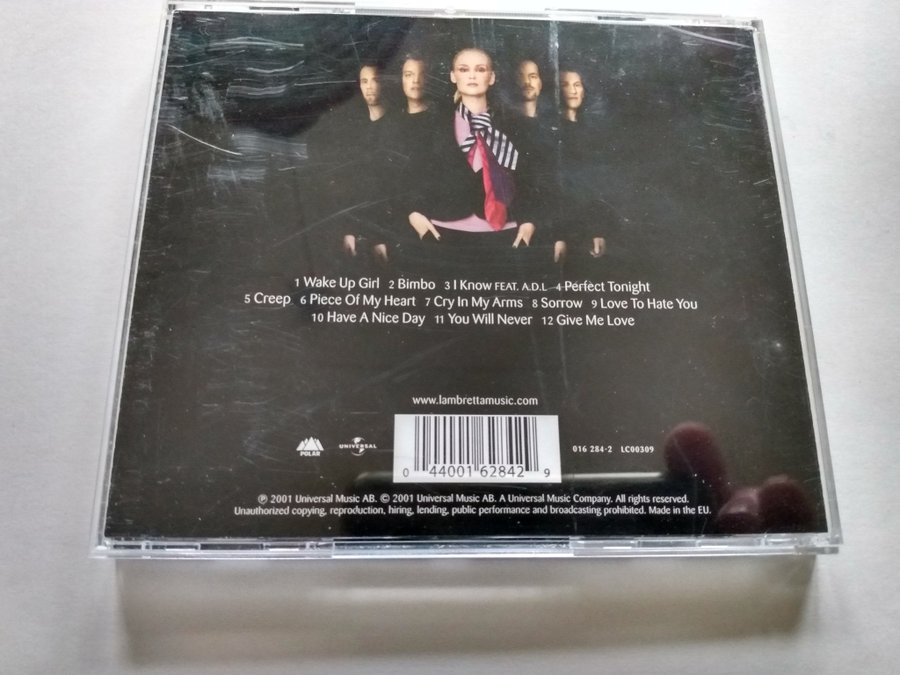 1 Wake Up Girl 2 Bimbo 3 I Know FEAT. A.D.L 4 Perfect Tonight
5 Creep 6 Piece Of My Heart 7 Cry In My Arms 8 Sorrow 9 Love To Hate You
10 Have A Nice Day 11 You Will Never 12 Give Me Love
www.lambrettamusic.com
POLAR UNIVERSAL 0 44001 62842 9 016 284-2 LC00309
℗ 2001 Universal Music AB. © 2001 Universal Music AB. A Universal Music Company. All rights reserved.
Unauthorized copying, reproduction, hiring, lending, public performance and broadcasting prohibited. Made in the EU.